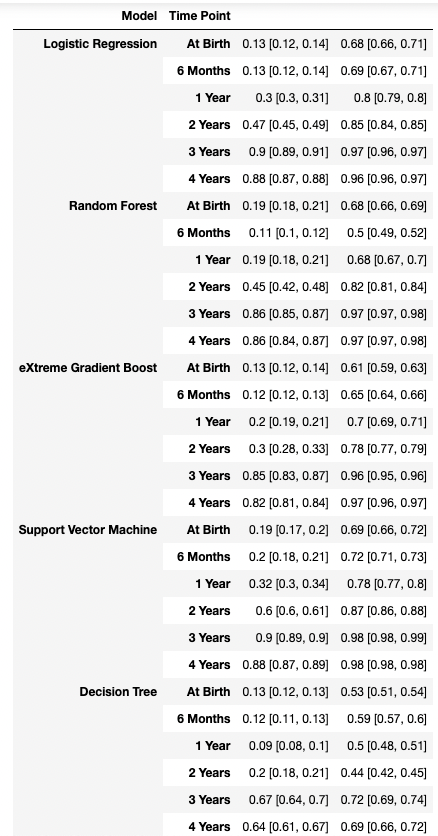 Model Time Point
Logistic Regression At Birth 0.13 [0.12, 0.14] 0.68 [0.66, 0.71]
6 Months 0.13 [0.12, 0.14] 0.69 [0.67, 0.71]
1 Year 0.3 [0.3, 0.31] 0.8 [0.79, 0.8]
2 Years 0.47 [0.45, 0.49] 0.85 [0.84, 0.85]
3 Years 0.9 [0.89, 0.91] 0.97 [0.96, 0.97]
4 Years 0.88 [0.87, 0.88] 0.96 [0.96, 0.97]
Random Forest At Birth 0.19 [0.18, 0.21] 0.68 [0.66, 0.69]
6 Months 0.11 [0.1, 0.12] 0.5 [0.49, 0.52]
1 Year 0.19 [0.18, 0.21] 0.68 [0.67, 0.7]
2 Years 0.45 [0.42, 0.48] 0.82 [0.81, 0.84]
3 Years 0.86 [0.85, 0.87] 0.97 [0.97, 0.98]
4 Years 0.86 [0.84, 0.87] 0.97 [0.97, 0.98]
eXtreme Gradient Boost At Birth 0.13 [0.12, 0.14] 0.61 [0.59, 0.63]
6 Months 0.12 [0.12, 0.13] 0.65 [0.64, 0.66]
1 Year 0.2 [0.19, 0.21] 0.7 [0.69, 0.71]
2 Years 0.3 [0.28, 0.33] 0.78 [0.77, 0.79]
3 Years 0.85 [0.83, 0.87] 0.96 [0.95, 0.96]
4 Years 0.82 [0.81, 0.84] 0.97 [0.96, 0.97]
Support Vector Machine At Birth 0.19 [0.17, 0.2] 0.69 [0.66, 0.72]
6 Months 0.2 [0.18, 0.21] 0.72 [0.71, 0.73]
1 Year 0.32 [0.3, 0.34] 0.78 [0.77, 0.8]
2 Years 0.6 [0.6, 0.61] 0.87 [0.86, 0.88]
3 Years 0.9 [0.89, 0.9] 0.98 [0.98, 0.99]
4 Years 0.88 [0.87, 0.89] 0.98 [0.98, 0.98]
Decision Tree At Birth 0.13 [0.12, 0.13] 0.53 [0.51, 0.54]
6 Months 0.12 [0.11, 0.13] 0.59 [0.57, 0.6]
1 Year 0.09 [0.08, 0.1] 0.5 [0.48, 0.51]
2 Years 0.2 [0.18, 0.21] 0.44 [0.42, 0.45]
3 Years 0.67 [0.64, 0.7] 0.72 [0.69, 0.74]
4 Years 0.64 [0.61, 0.67] 0.69 [0.66, 0.72]